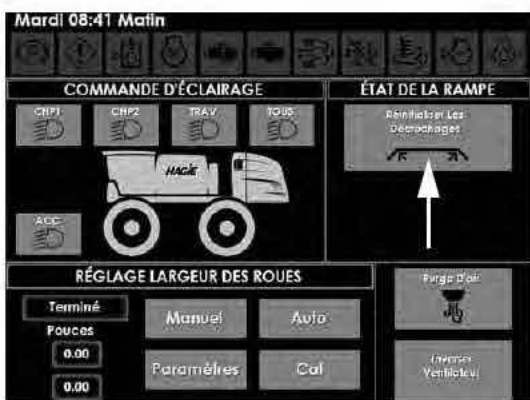 Mardi 08:41 Matin
COMMANDE D'ÉCLAIRAGE
ÉTAT DE LA RAMPE
CHP1
CHP2
TRAV
TOUS
Réinitialiser Les
Décrochages
HAGIE
ACC
RÉGLAGE LARGEUR DES ROUES
Terminé
Pouces
0.00
0.00
Manuel
Auto
Paramètres
Cal
Purge D'air
Inverser
Ventilateur